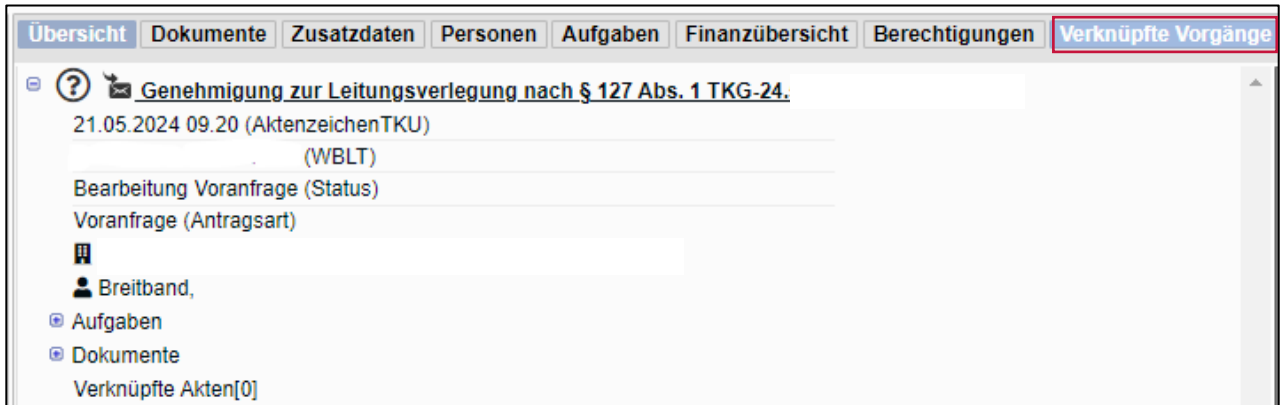 Übersicht Dokumente Zusatzdaten Personen Aufgaben Finanzübersicht Berechtigungen Verknüpfte Vorgänge
Genehmigung zur Leitungsverlegung nach § 127 Abs. 1 TKG-24.
21.05.2024 09.20 (AktenzeichenTKU)
(WBLT)
Bearbeitung Voranfrage (Status)
Voranfrage (Antragsart)
Breitband,
Aufgaben
Dokumente
Verknüpfte Akten[0]